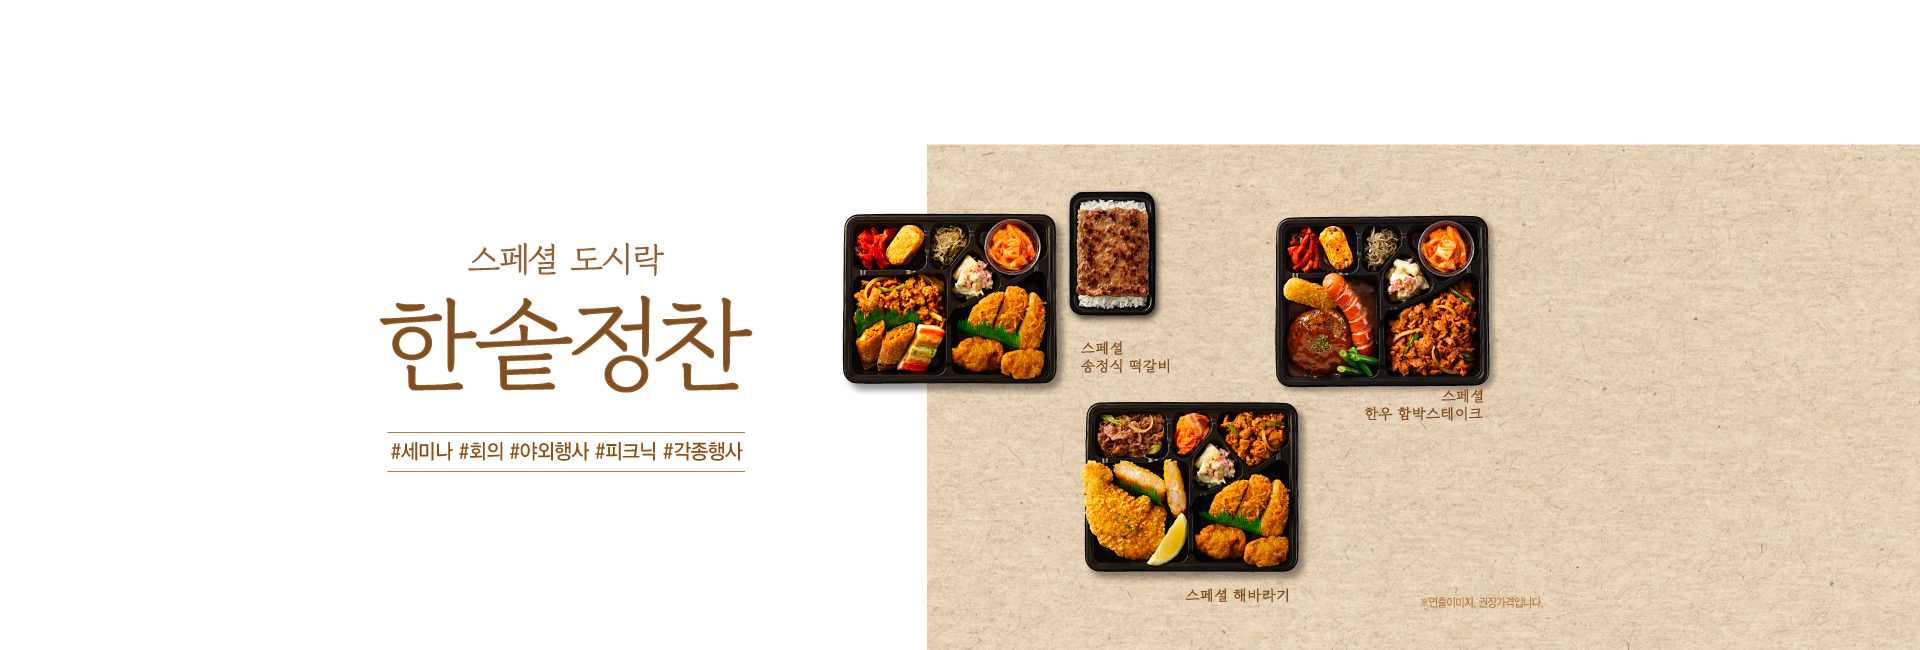 스페셜 도시락
한솥정찬
#세미나 #회의 #야외행사 #피크닉 #각종행사
스페셜
송정식 떡갈비
스페셜
한우 함박스테이크
스페셜 해바라기
※연출이미지, 권장가격입니다.